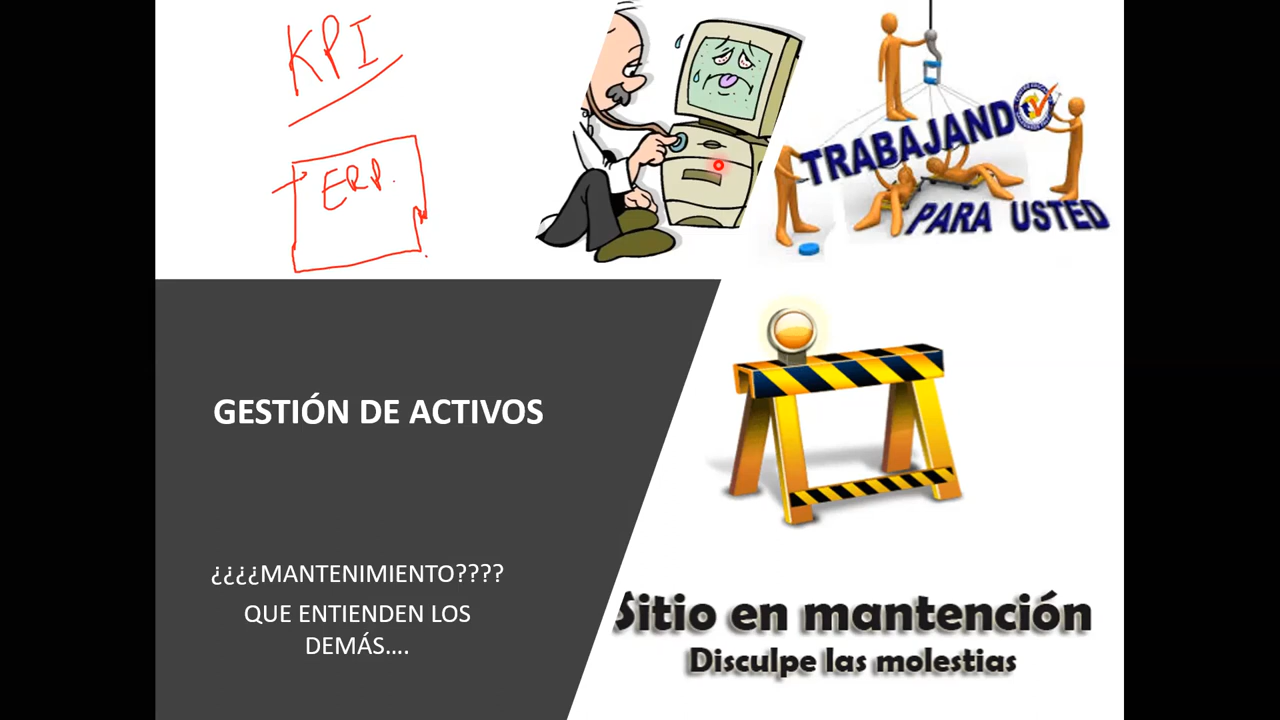 KPI
ERP.
TRABAJANDO
PARA USTED
GESTIÓN DE ACTIVOS
¿¿¿¿MANTENIMIENTO????
QUE ENTIENDEN LOS
DEMÁS....
Sitio en mantención
Disculpe las molestias